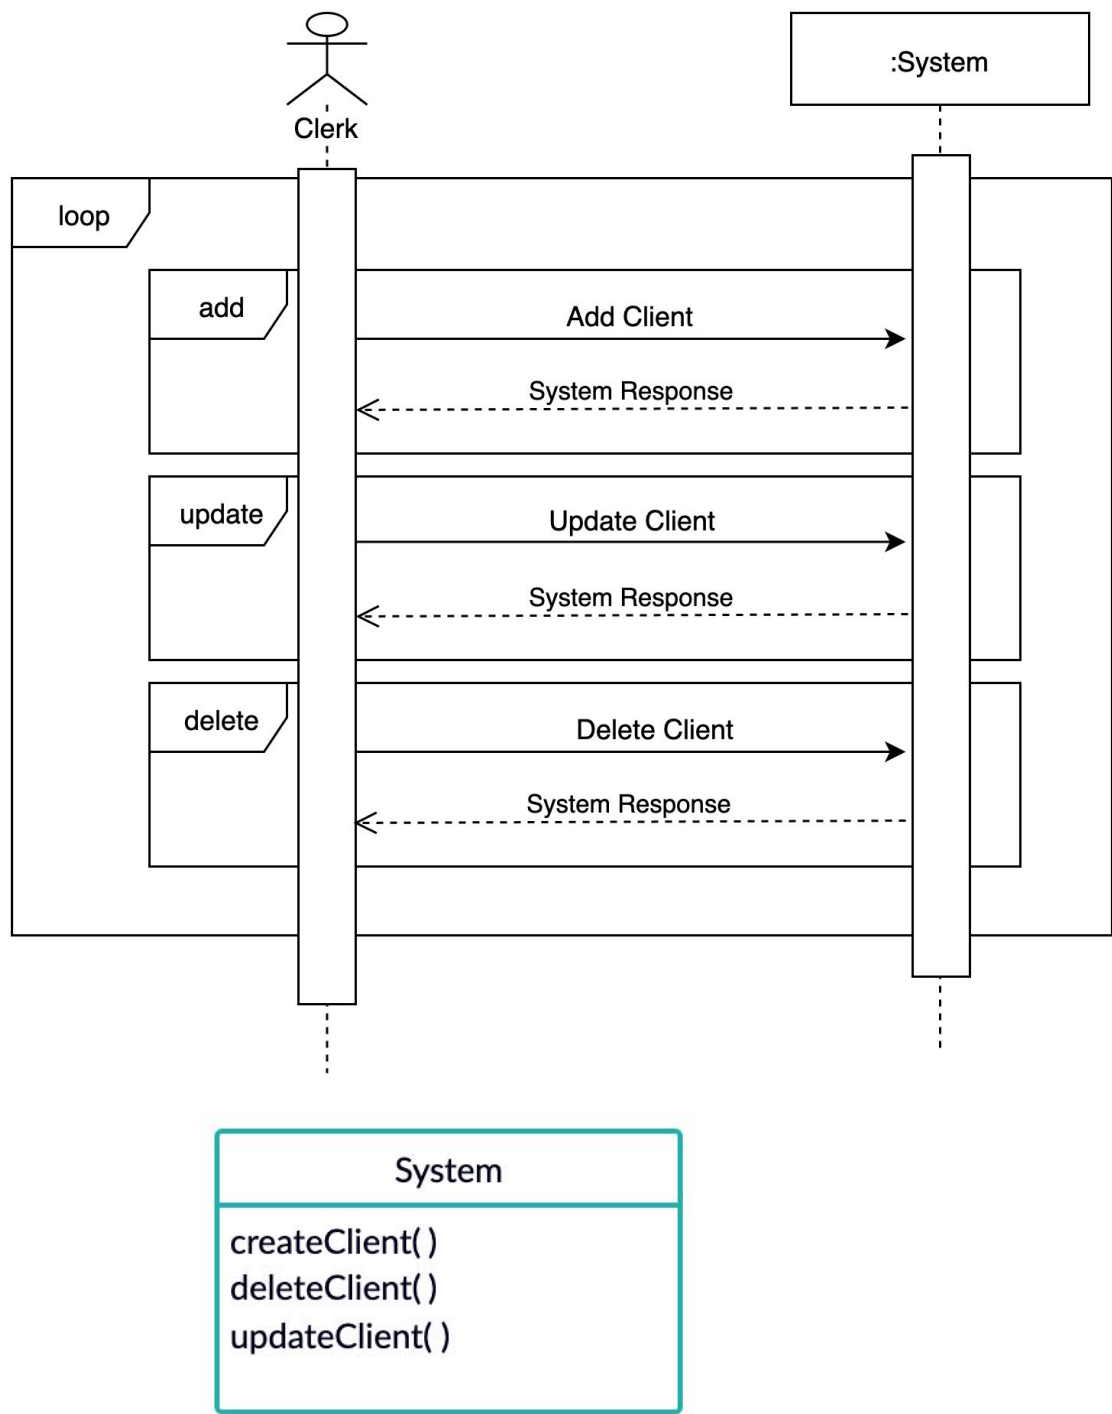 :System
Clerk
loop
add
Add Client
System Response
update
Update Client
System Response
delete
Delete Client
System Response
System
createClient( )
deleteClient( )
updateClient( )